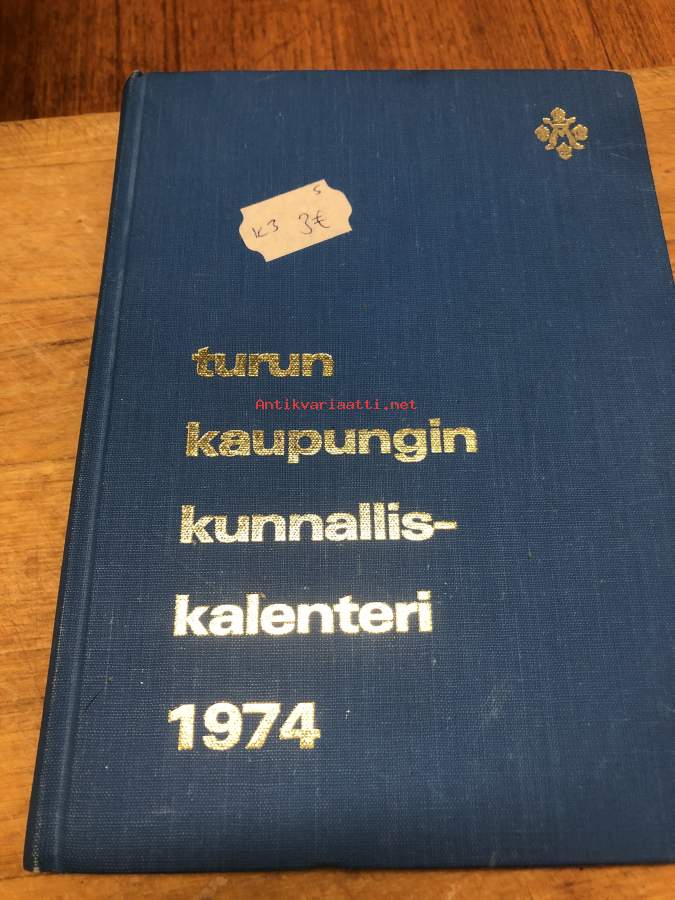 s
K3 3€
turun
Antikvariaatti.net
kaupungin
kunnallis-
kalenteri
1974